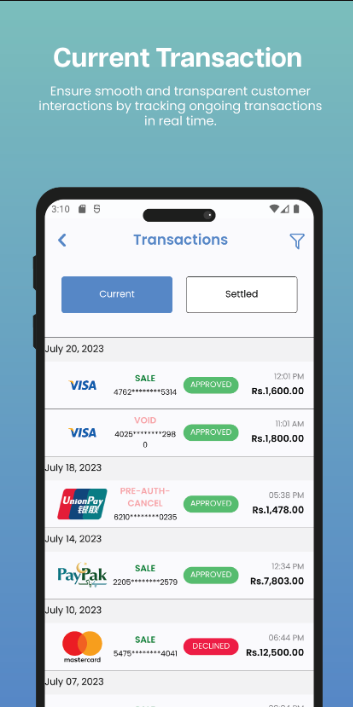 Current Transaction
Ensure smooth and transparent customer
interactions by tracking ongoing transactions
in real time.
3:10
Transactions
Current
Settled
July 20, 2023
VISA
SALE
4762********5314
APPROVED
12:01 PM
Rs.1,600.00
VISA
VOID
4025********298
0
APPROVED
11:01 AM
Rs.1,800.00
July 18, 2023
UnionPay
银联
PRE-AUTH-
CANCEL
6210********0235
APPROVED
05:38 PM
Rs.1,478.00
July 14, 2023
PayPak
SALE
2205********2579
APPROVED
12:34 PM
Rs.7,803.00
July 10, 2023
mastercard
SALE
5475********4041
DECLINED
06:44 PM
Rs.12,500.00
July 07, 2023